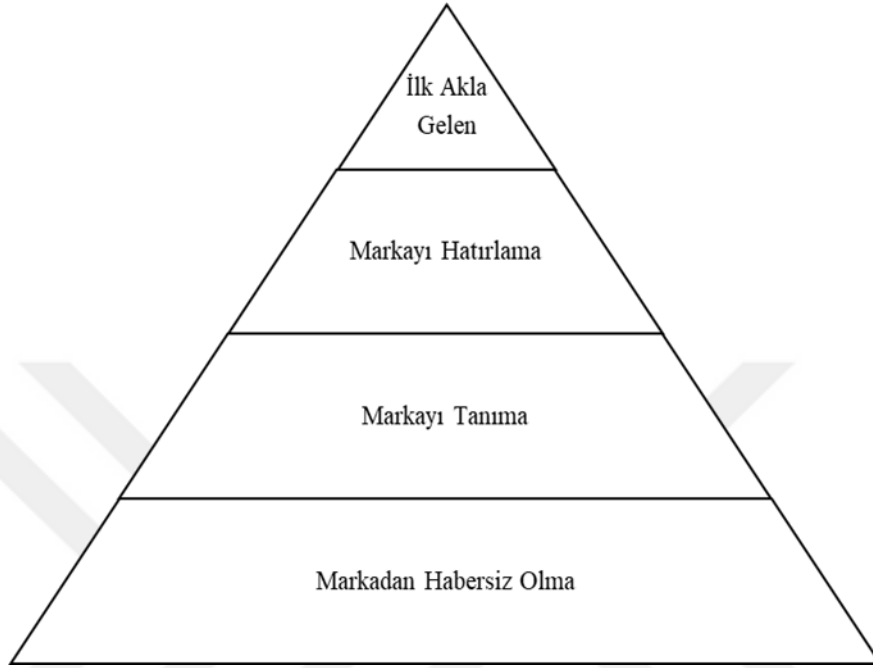 İlk Akla
Gelen
Markayı Hatırlama
Markayı Tanıma
Markadan Habersiz Olma